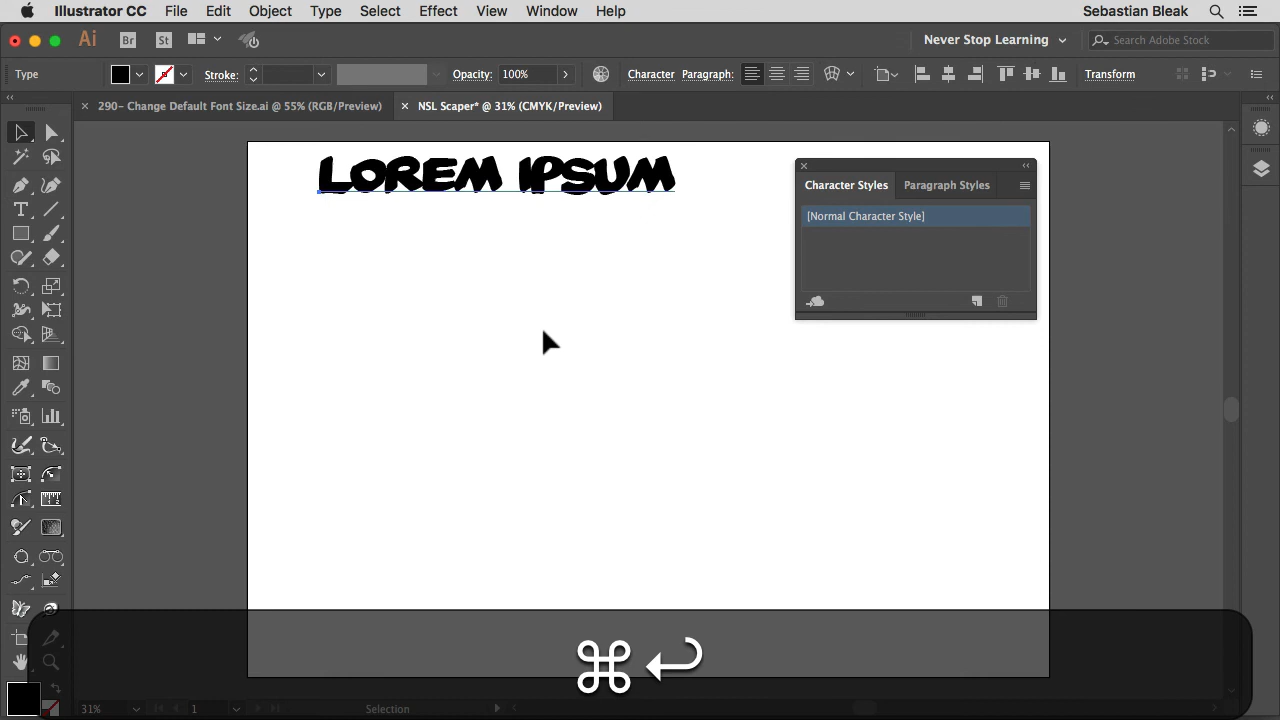 Illustrator CC File Edit Object Type Select Effect View Window Help Sebastian Bleak
Ai Br St Never Stop Learning Search Adobe Stock
Type Stroke: Opacity: 100% Character Paragraph: Transform
× 290- Change Default Font Size.ai @ 55% (RGB/Preview) × NSL Scaper* @ 31% (CMYK/Preview)
LOREM IPSUM
Character Styles Paragraph Styles
[Normal Character Style]
⌘ ↩
31% 1 Selection